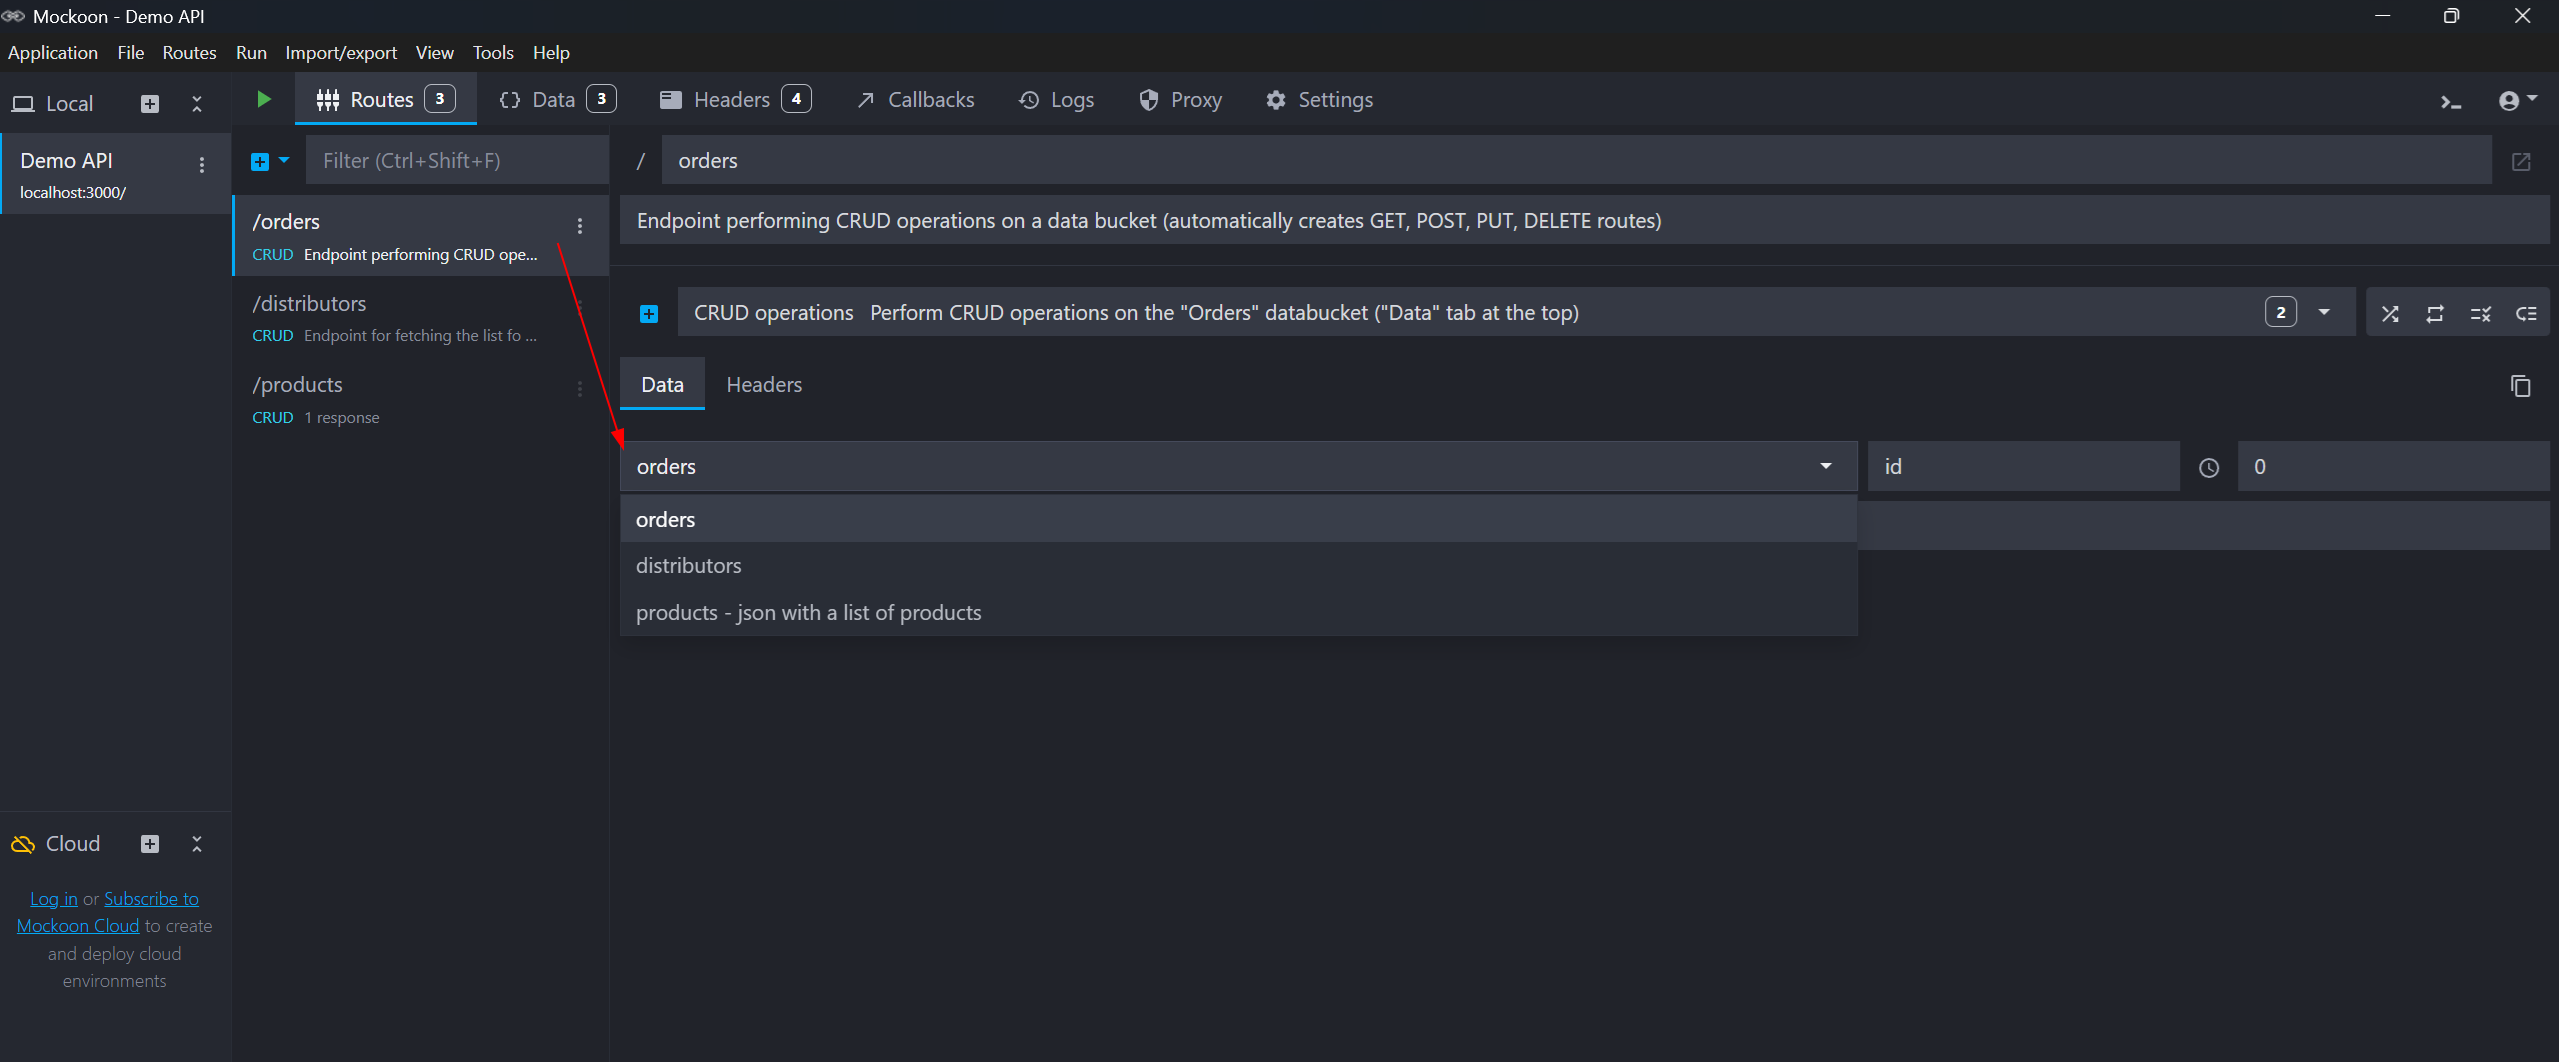 Mockoon - Demo API
Application File Routes Run Import/export View Tools Help
Local
Routes 3 Data 3 Headers 4 Callbacks Logs Proxy Settings
Demo API
localhost:3000/
Filter (Ctrl+Shift+F)
/orders
CRUD Endpoint performing CRUD ope...
/distributors
CRUD Endpoint for fetching the list fo ...
/products
CRUD 1 response
/ orders
Endpoint performing CRUD operations on a data bucket (automatically creates GET, POST, PUT, DELETE routes)
CRUD operations Perform CRUD operations on the "Orders" databucket ("Data" tab at the top) 2
Data Headers
orders id 0
orders
distributors
products - json with a list of products
Cloud
Log in or Subscribe to
Mockoon Cloud to create
and deploy cloud
environments